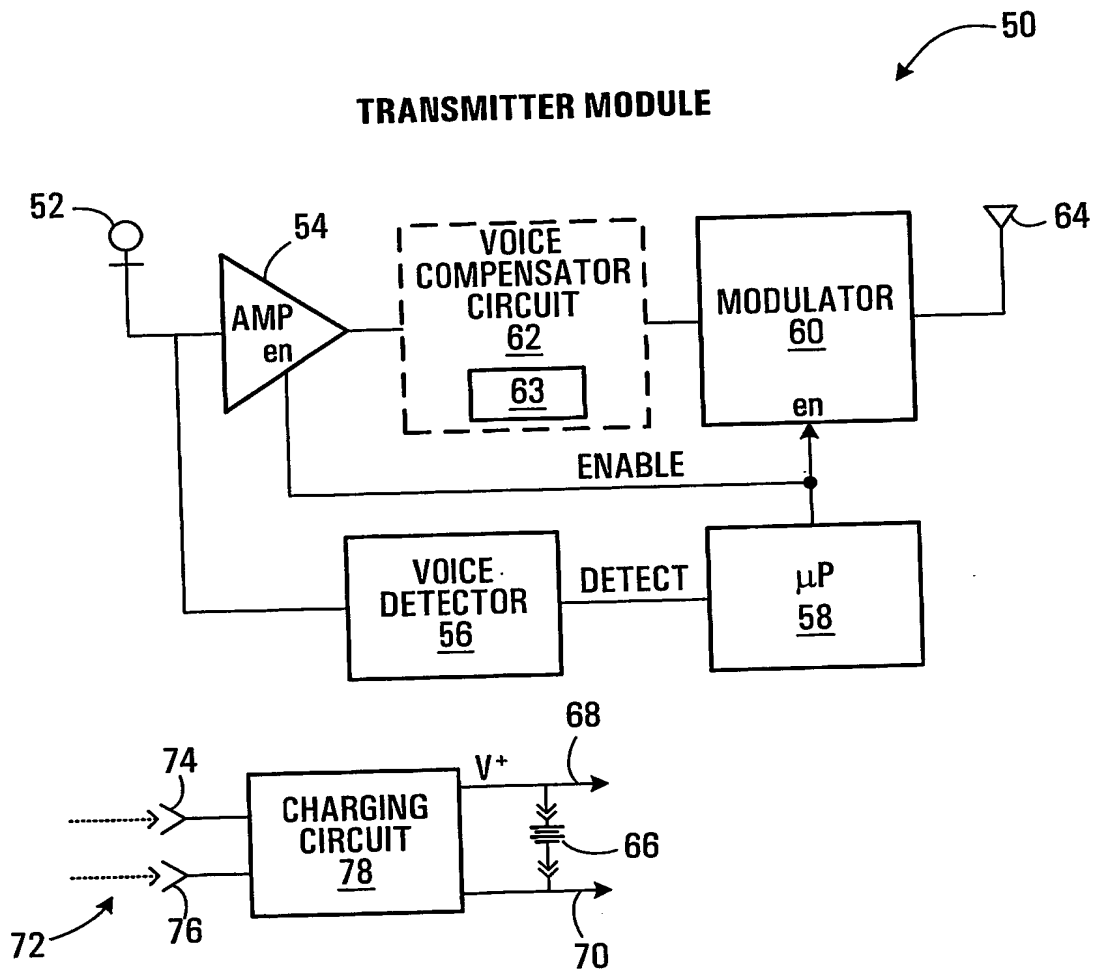 50
TRANSMITTER MODULE
52
54
64
AMP
en
VOICE
COMPENSATOR
CIRCUIT
62
63
MODULATOR
60
en
ENABLE
VOICE
DETECTOR
56
DETECT
μP
58
68
74
V+
CHARGING
CIRCUIT
78
66
72
76
70